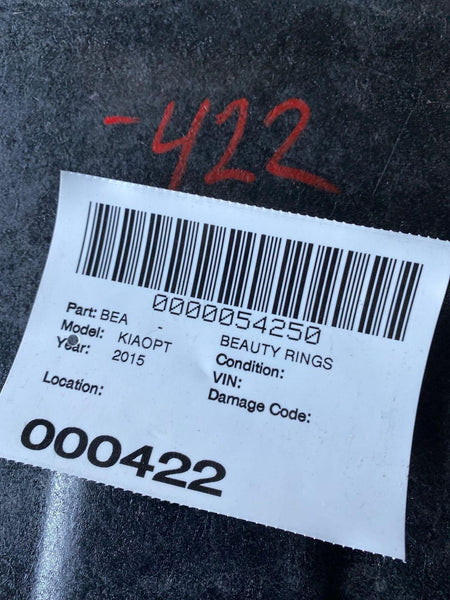 -422
0000054250
Part: BEA - BEAUTY RINGS
Model: KIAOPT Condition:
Year: 2015 VIN:
Damage Code:
Location:
000422